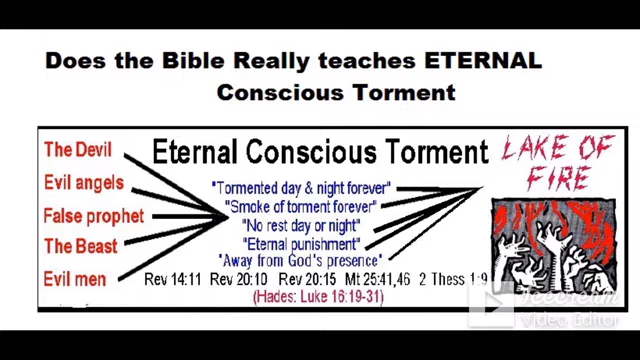 Does the Bible Really teaches ETERNAL
Conscious Torment
Eternal Conscious Torment
LAKE OF
FIRE
The Devil
Evil angels
False prophet
The Beast
Evil men
"Tormented day & night forever"
"Smoke of torment forever"
"No rest day or night"
"Eternal punishment"
"Away from God's presence"
Rev 14:11 Rev 20:10 Rev 20:15 Mt 25:41,46 2 Thess 1:9
(Hades: Luke 16:19-31)
Video Editor